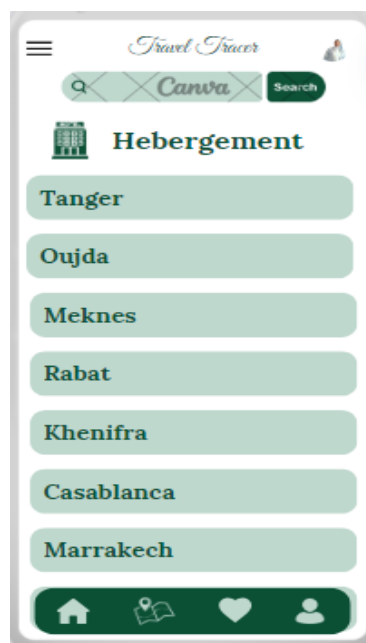 Travel Tracer
Canva Search
Hebergement
Tanger
Oujda
Meknes
Rabat
Khenifra
Casablanca
Marrakech